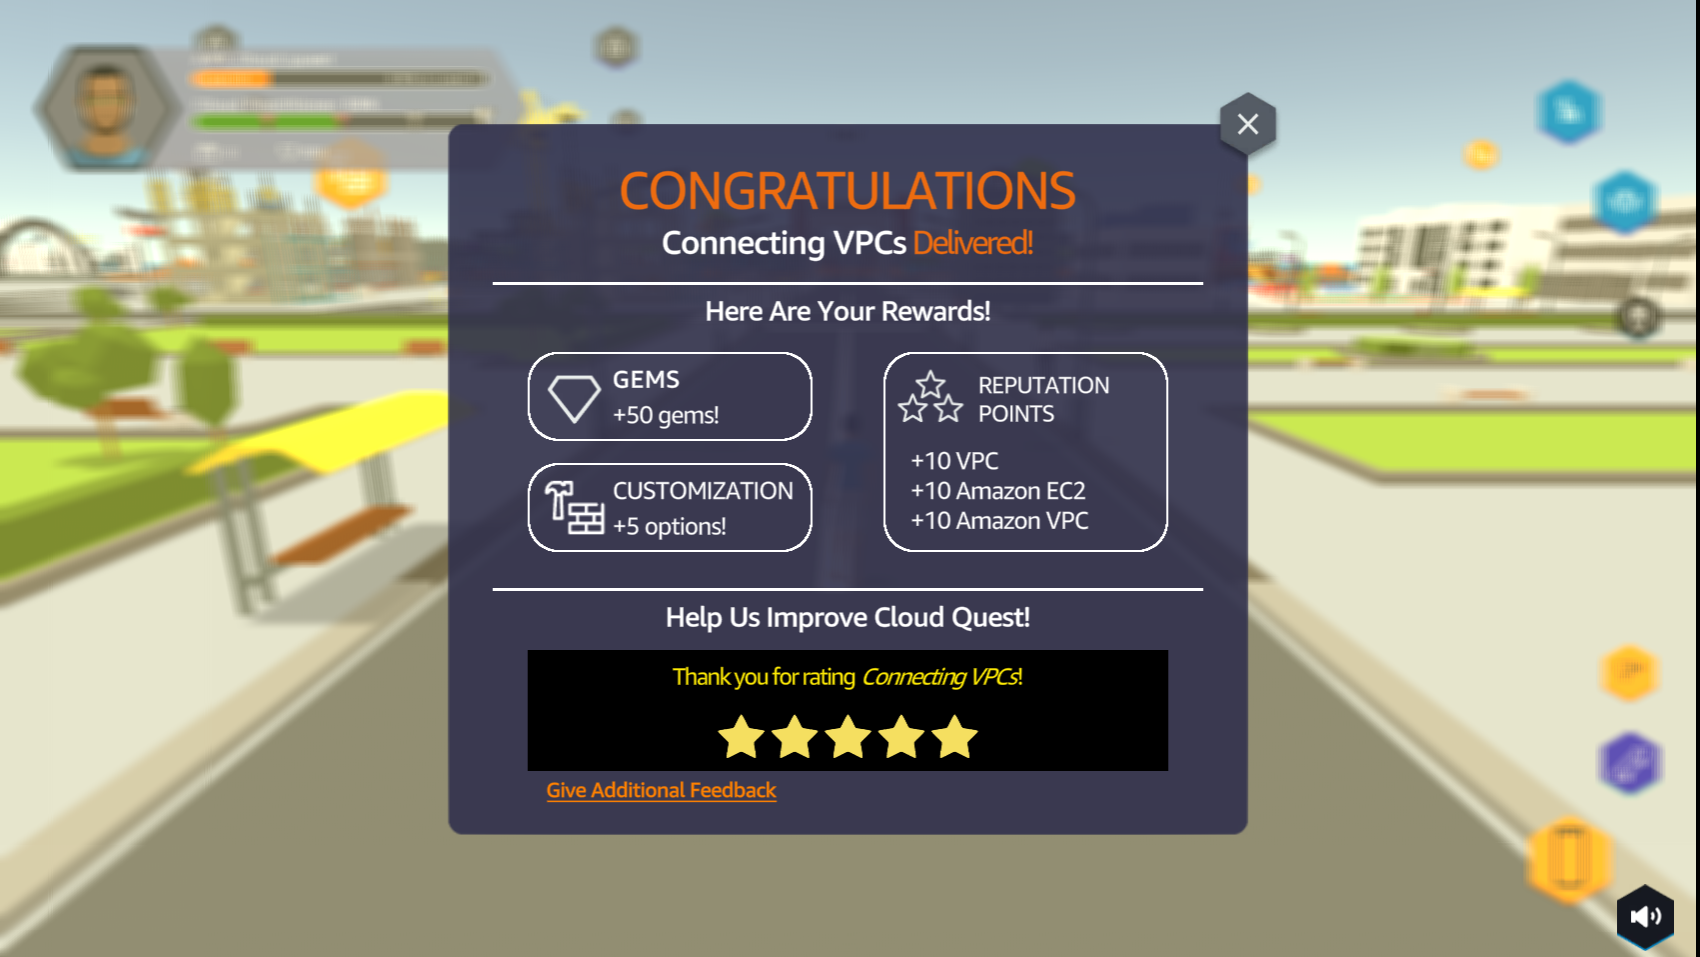 CONGRATULATIONS
Connecting VPCs Delivered!
Here Are Your Rewards!
GEMS
+50 gems!
CUSTOMIZATION
+5 options!
REPUTATION
POINTS
+10 VPC
+10 Amazon EC2
+10 Amazon VPC
Help Us Improve Cloud Quest!
Thank you for rating Connecting VPCs!
Give Additional Feedback